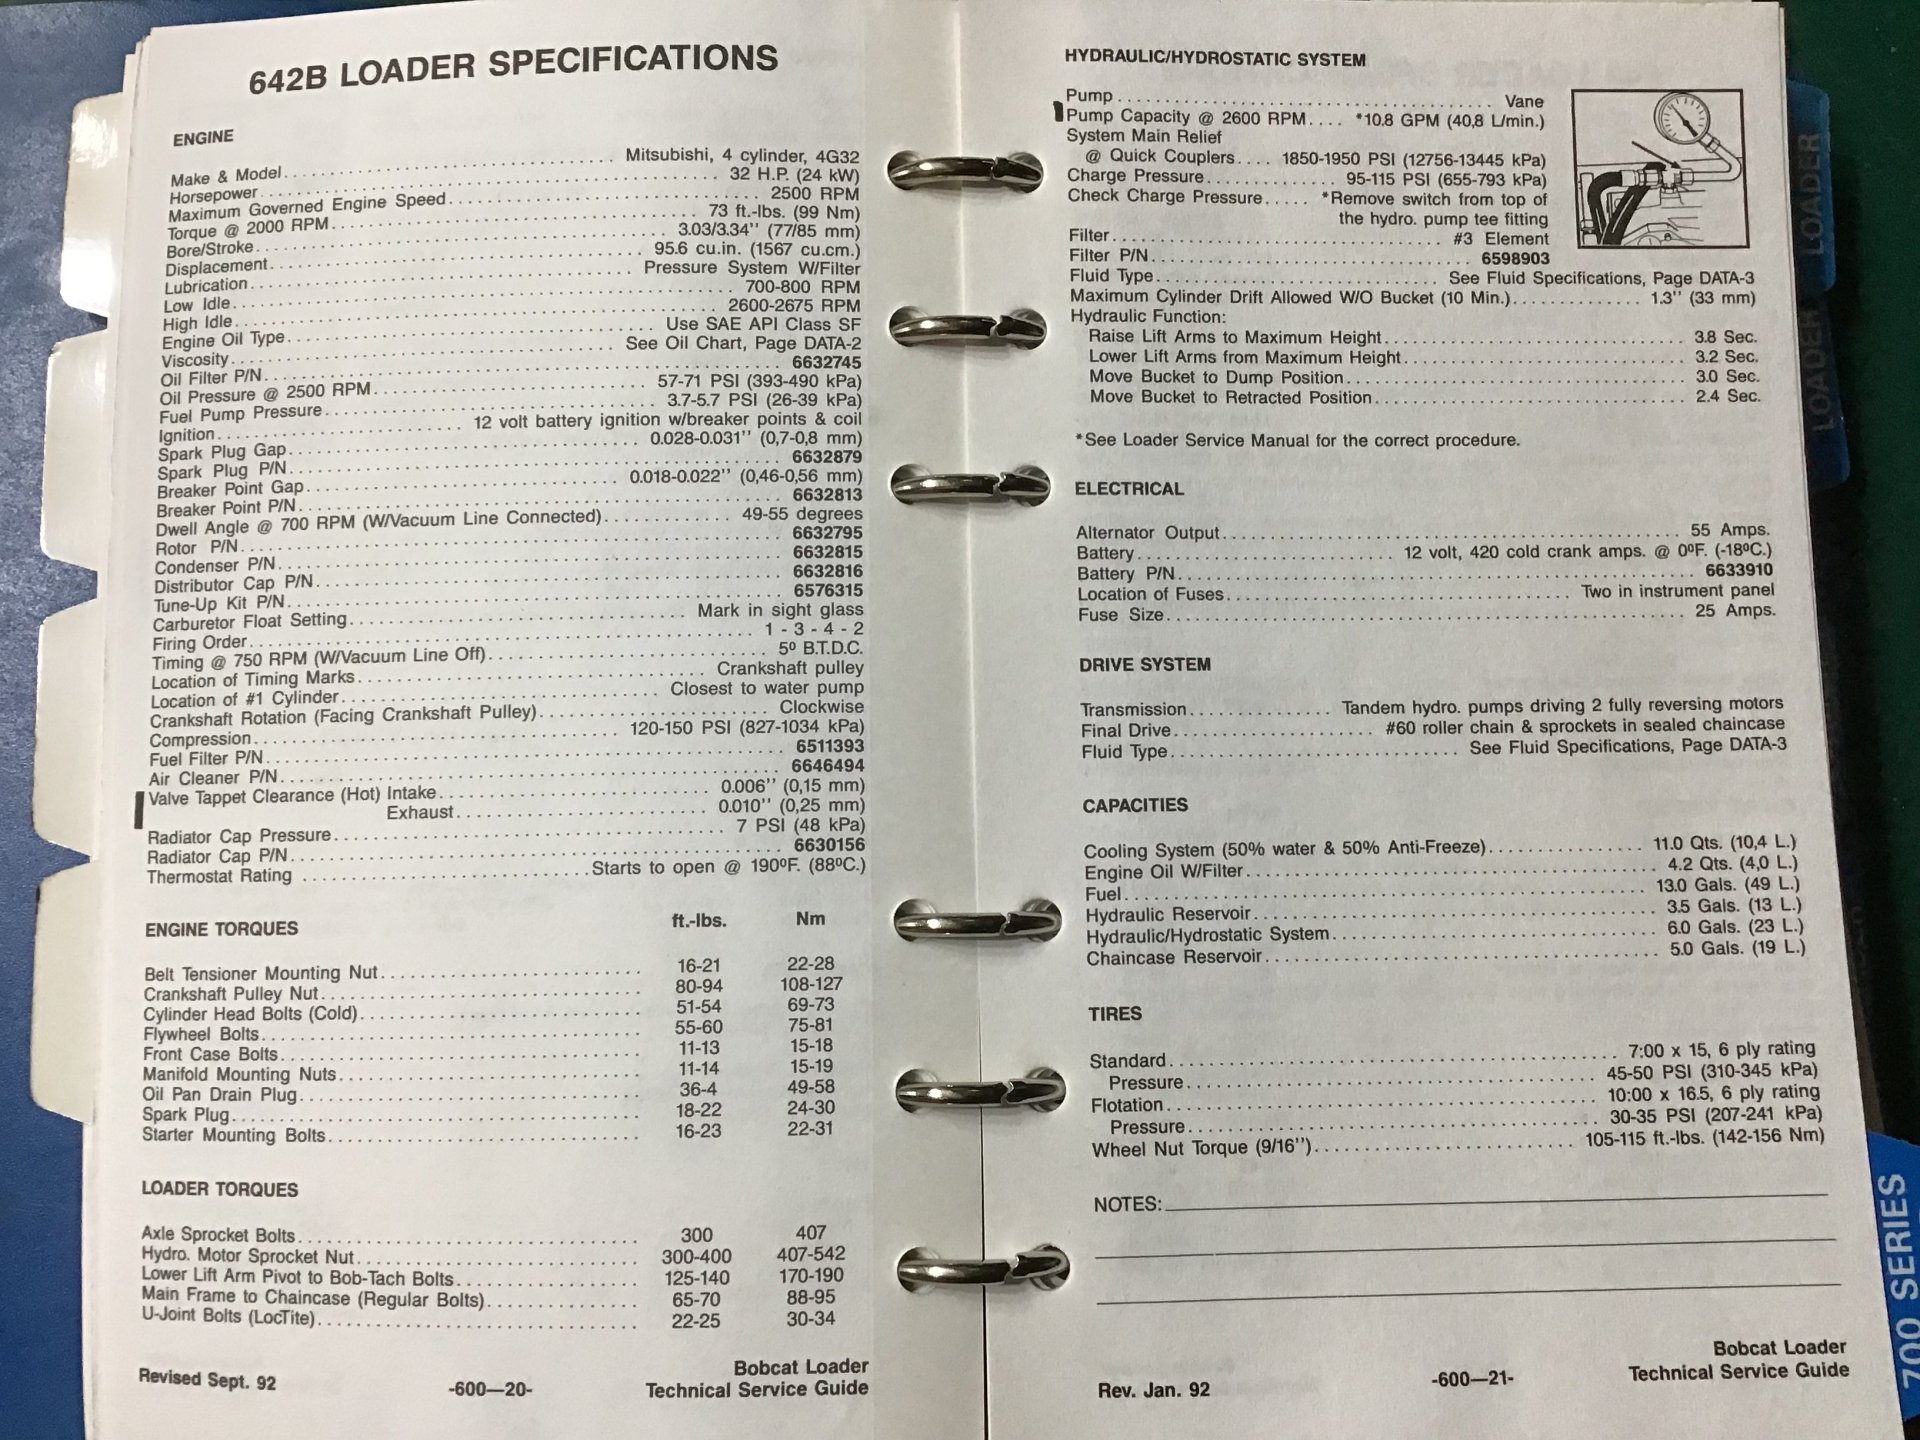 642B LOADER SPECIFICATIONS
ENGINE
Make & Model Mitsubishi, 4 cylinder, 4G32
Horsepower 32 H.P. (24 kW)
Maximum Governed Engine Speed 2500 RPM
Torque @ 2000 RPM 73 ft.-lbs. (99 Nm)
Bore/Stroke 3.03/3.34'' (77/85 mm)
Displacement 95.6 cu.in. (1567 cu.cm.)
Lubrication Pressure System W/Filter
Low Idle 700-800 RPM
High Idle 2600-2675 RPM
Engine Oil Type Use SAE API Class SF
Viscosity See Oil Chart, Page DATA-2
Oil Filter P/N 6632745
Oil Pressure @ 2500 RPM 57-71 PSI (393-490 kPa)
Fuel Pump Pressure 3.7-5.7 PSI (26-39 kPa)
Ignition 12 volt battery ignition w/breaker points & coil
Spark Plug Gap 0.028-0.031'' (0,7-0,8 mm)
Spark Plug P/N 6632879
Breaker Point Gap 0.018-0.022'' (0,46-0,56 mm)
Breaker Point P/N 6632813
Dwell Angle @ 700 RPM (W/Vacuum Line Connected) 49-55 degrees
Rotor P/N 6632795
Condenser P/N 6632815
Distributor Cap P/N 6632816
Tune-Up Kit P/N 6576315
Carburetor Float Setting Mark in sight glass
Firing Order 1 - 3 - 4 - 2
Timing @ 750 RPM (W/Vacuum Line Off) 5º B.T.D.C.
Location of Timing Marks Crankshaft pulley
Location of #1 Cylinder Closest to water pump
Crankshaft Rotation (Facing Crankshaft Pulley) Clockwise
Compression 120-150 PSI (827-1034 kPa)
Fuel Filter P/N 6511393
Air Cleaner P/N 6646494
Valve Tappet Clearance (Hot) Intake 0.006'' (0,15 mm)
Exhaust 0.010'' (0,25 mm)
Radiator Cap Pressure 7 PSI (48 kPa)
Radiator Cap P/N 6630156
Thermostat Rating Starts to open @ 190ºF. (88ºC.)
ENGINE TORQUES ft.-lbs. Nm
Belt Tensioner Mounting Nut 16-21 22-28
Crankshaft Pulley Nut 80-94 108-127
Cylinder Head Bolts (Cold) 51-54 69-73
Flywheel Bolts 55-60 75-81
Front Case Bolts 11-13 15-18
Manifold Mounting Nuts 11-14 15-19
Oil Pan Drain Plug 36-4 49-58
Spark Plug 18-22 24-30
Starter Mounting Bolts 16-23 22-31
LOADER TORQUES
Axle Sprocket Bolts 300 407
Hydro. Motor Sprocket Nut 300-400 407-542
Lower Lift Arm Pivot to Bob-Tach Bolts 125-140 170-190
Main Frame to Chaincase (Regular Bolts) 65-70 88-95
U-Joint Bolts (LocTite) 22-25 30-34
Revised Sept. 92
-600—20-
Bobcat Loader
Technical Service Guide
HYDRAULIC/HYDROSTATIC SYSTEM
Pump Vane
Pump Capacity @ 2600 RPM *10.8 GPM (40,8 L/min.)
System Main Relief
@ Quick Couplers 1850-1950 PSI (12756-13445 kPa)
Charge Pressure 95-115 PSI (655-793 kPa)
Check Charge Pressure *Remove switch from top of
the hydro. pump tee fitting
Filter #3 Element
Filter P/N 6598903
Fluid Type See Fluid Specifications, Page DATA-3
Maximum Cylinder Drift Allowed W/O Bucket (10 Min.) 1.3'' (33 mm)
Hydraulic Function:
Raise Lift Arms to Maximum Height 3.8 Sec.
Lower Lift Arms from Maximum Height 3.2 Sec.
Move Bucket to Dump Position 3.0 Sec.
Move Bucket to Retracted Position 2.4 Sec.
*See Loader Service Manual for the correct procedure.
ELECTRICAL
Alternator Output 55 Amps.
Battery 12 volt, 420 cold crank amps. @ 0ºF. (-18ºC.)
Battery P/N 6633910
Location of Fuses Two in instrument panel
Fuse Size 25 Amps.
DRIVE SYSTEM
Transmission Tandem hydro. pumps driving 2 fully reversing motors
Final Drive #60 roller chain & sprockets in sealed chaincase
Fluid Type See Fluid Specifications, Page DATA-3
CAPACITIES
Cooling System (50% water & 50% Anti-Freeze) 11.0 Qts. (10,4 L.)
Engine Oil W/Filter 4.2 Qts. (4,0 L.)
Fuel 13.0 Gals. (49 L.)
Hydraulic Reservoir 3.5 Gals. (13 L.)
Hydraulic/Hydrostatic System 6.0 Gals. (23 L.)
Chaincase Reservoir 5.0 Gals. (19 L.)
TIRES
Standard 7:00 x 15, 6 ply rating
Pressure 45-50 PSI (310-345 kPa)
Flotation 10:00 x 16.5, 6 ply rating
Pressure 30-35 PSI (207-241 kPa)
Wheel Nut Torque (9/16'') 105-115 ft.-lbs. (142-156 Nm)
NOTES:
Rev. Jan. 92
-600—21-
Bobcat Loader
Technical Service Guide
LOADER
LOADER
LOADER
LOADER
700 SERIES